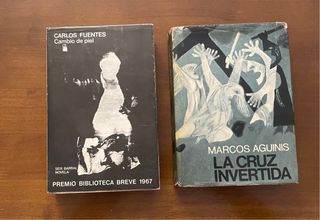 CARLOS FUENTES
Cambio de piel
SEIX BARRAL
NOVELA
PREMIO BIBLIOTECA BREVE 1967
MARCOS AGUINIS
LA CRUZ
INVERTIDA